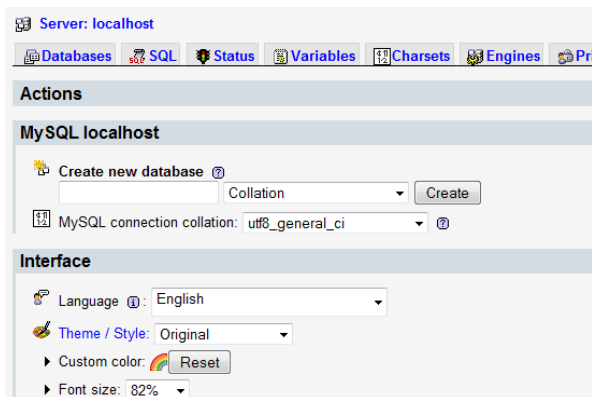 Server: localhost
Databases SQL Status Variables Charsets Engines Pri
Actions
MySQL localhost
Create new database
Collation Create
MySQL connection collation: utf8_general_ci
Interface
Language : English
Theme / Style: Original
Custom color: Reset
Font size: 82%